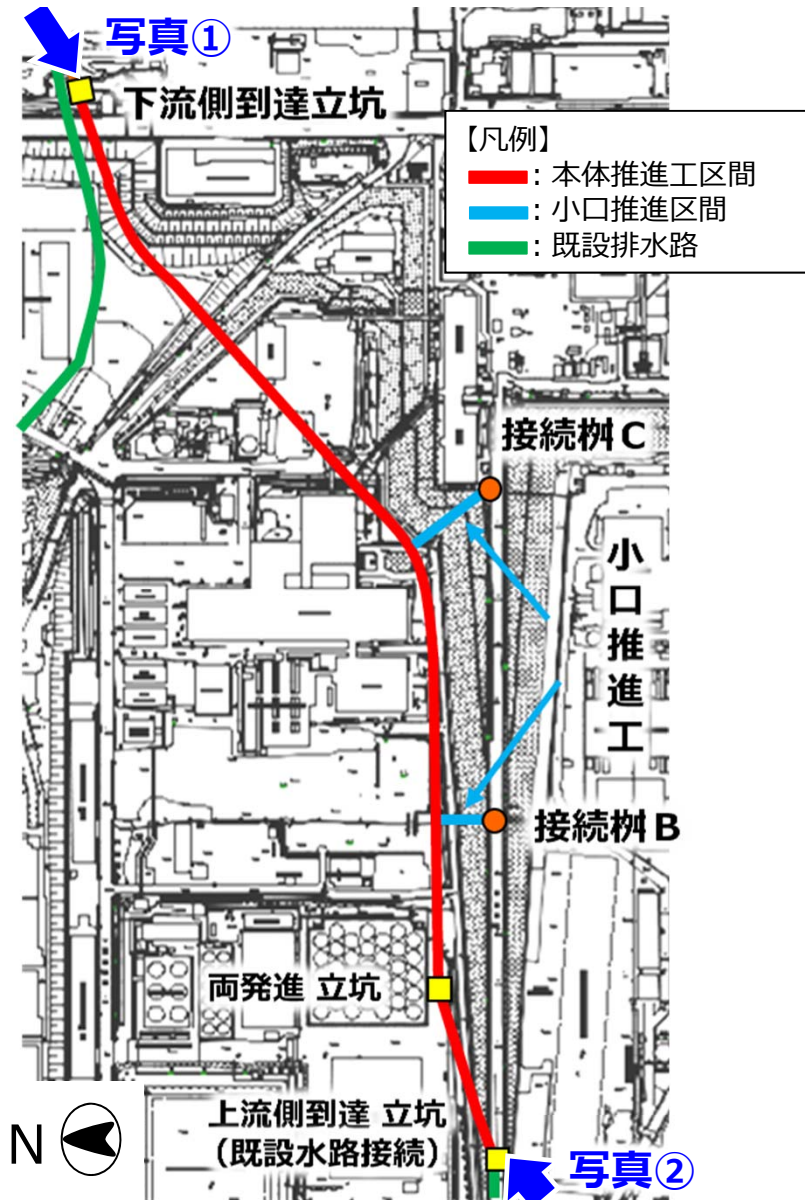 写真①
下流側到達立坑
【凡例】
：本体推進工区間
：小口推進区間
：既設排水路
接続桝C
小口推進工
接続桝B
両発進 立坑
上流側到達 立坑
（既設水路接続）
N
写真②